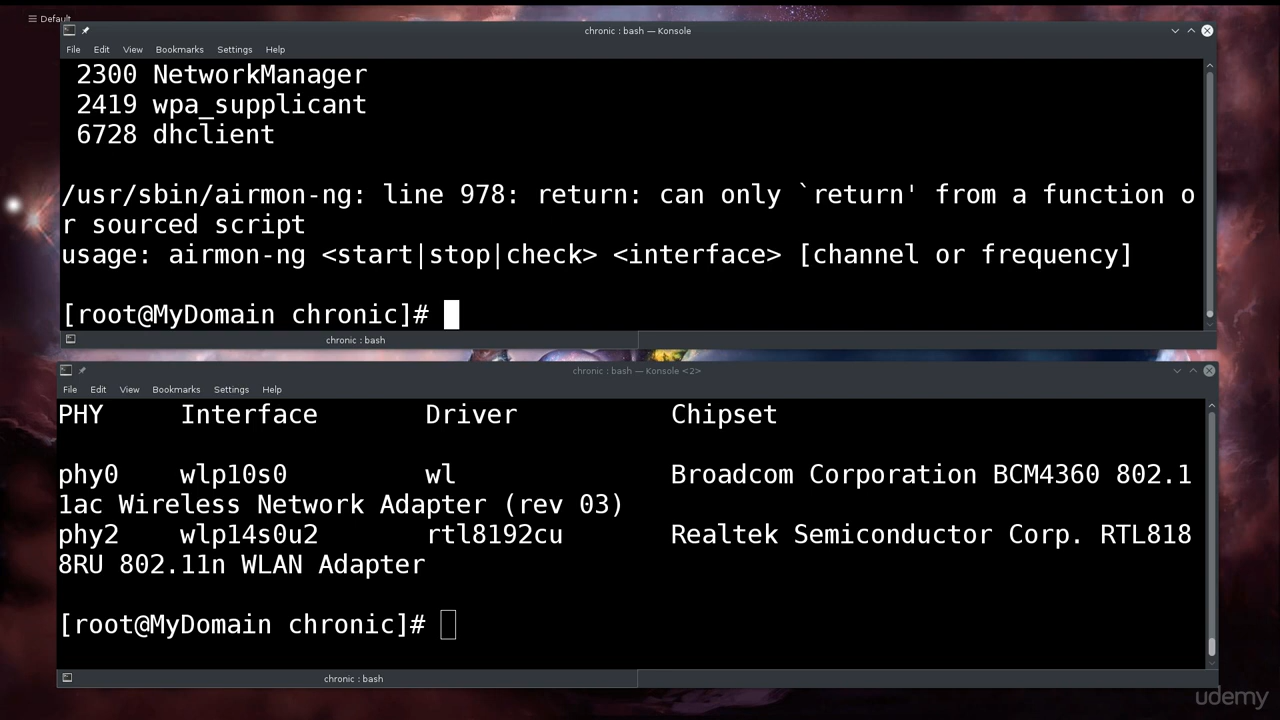 Default
chronic : bash — Konsole
File Edit View Bookmarks Settings Help
2300 NetworkManager
2419 wpa_supplicant
6728 dhclient
/usr/sbin/airmon-ng: line 978: return: can only `return' from a function o
r sourced script
usage: airmon-ng <start|stop|check> <interface> [channel or frequency]
[root@MyDomain chronic]#
chronic : bash
chronic : bash — Konsole <2>
File Edit View Bookmarks Settings Help
PHY Interface Driver Chipset
phy0 wlp10s0 wl Broadcom Corporation BCM4360 802.1
1ac Wireless Network Adapter (rev 03)
phy2 wlp14s0u2 rtl8192cu Realtek Semiconductor Corp. RTL818
8RU 802.11n WLAN Adapter
[root@MyDomain chronic]#
chronic : bash
udemy